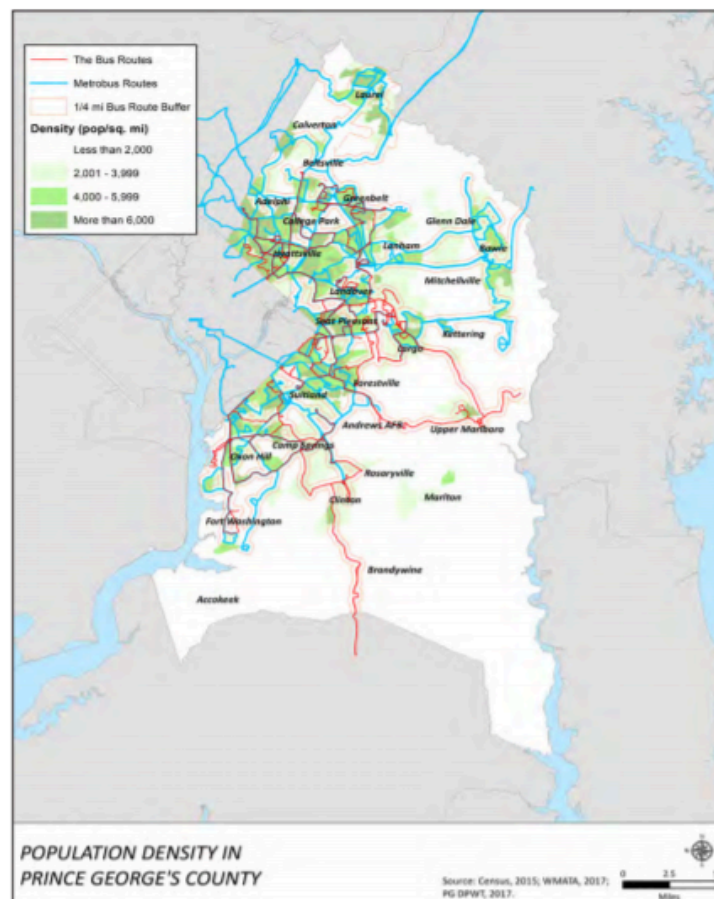 The Bus Routes
Metrobus Routes
1/4 mi Bus Route Buffer
Density (pop/sq. mi)
Less than 2,000
2,001 - 3,999
4,000 - 5,999
More than 6,000
Laurel
Calverton
Beltsville
Adelphi
Greenbelt
College Park
Glenn Dale
Lanham
Bowie
Hyattsville
Mitchellville
Landover
Seat Pleasant
Kettering
Largo
Forestville
Suitland
Andrews AFB
Upper Marlboro
Camp Springs
Oxon Hill
Rosaryville
Clinton
Marlton
Fort Washington
Brandywine
Accokeek
POPULATION DENSITY IN
PRINCE GEORGE'S COUNTY
Source: Census, 2015; WMATA, 2017;
PG DPWT, 2017.
0 2.5
Miles